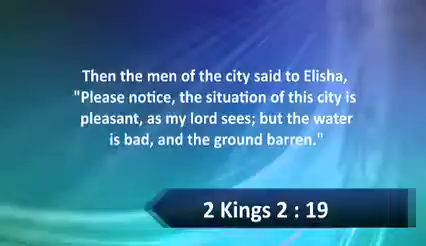 Then the men of the city said to Elisha,
"Please notice, the situation of this city is
pleasant, as my lord sees; but the water
is bad, and the ground barren."
2 Kings 2 : 19